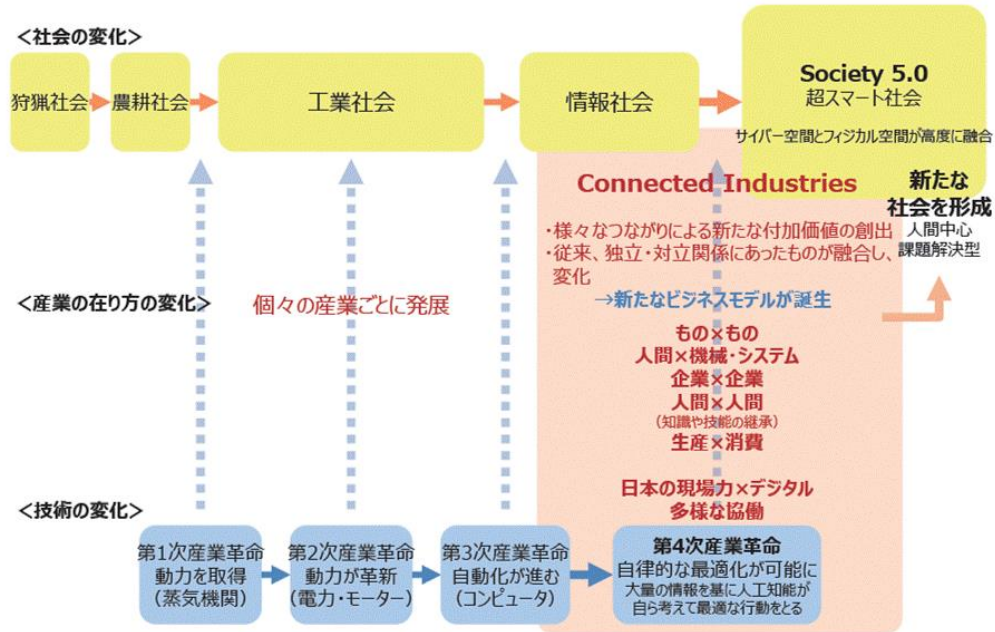 <社会の変化>
狩猟社会
農耕社会
工業社会
情報社会
Society 5.0
超スマート社会
サイバー空間とフィジカル空間が高度に融合
Connected Industries
・様々なつながりによる新たな付加価値の創出
・従来、独立・対立関係にあったものが融合し、
変化
→新たなビジネスモデルが誕生
新たな
社会を形成
人間中心
課題解決型
<産業の在り方の変化>
個々の産業ごとに発展
もの×もの
人間×機械・システム
企業×企業
人間×人間
(知識や技能の継承)
生産×消費
日本の現場力×デジタル
多様な協働
<技術の変化>
第1次産業革命
動力を取得
(蒸気機関)
第2次産業革命
動力が革新
(電力・モーター)
第3次産業革命
自動化が進む
(コンピュータ)
第4次産業革命
自律的な最適化が可能に
大量の情報を基に人工知能が
自ら考えて最適な行動をとる